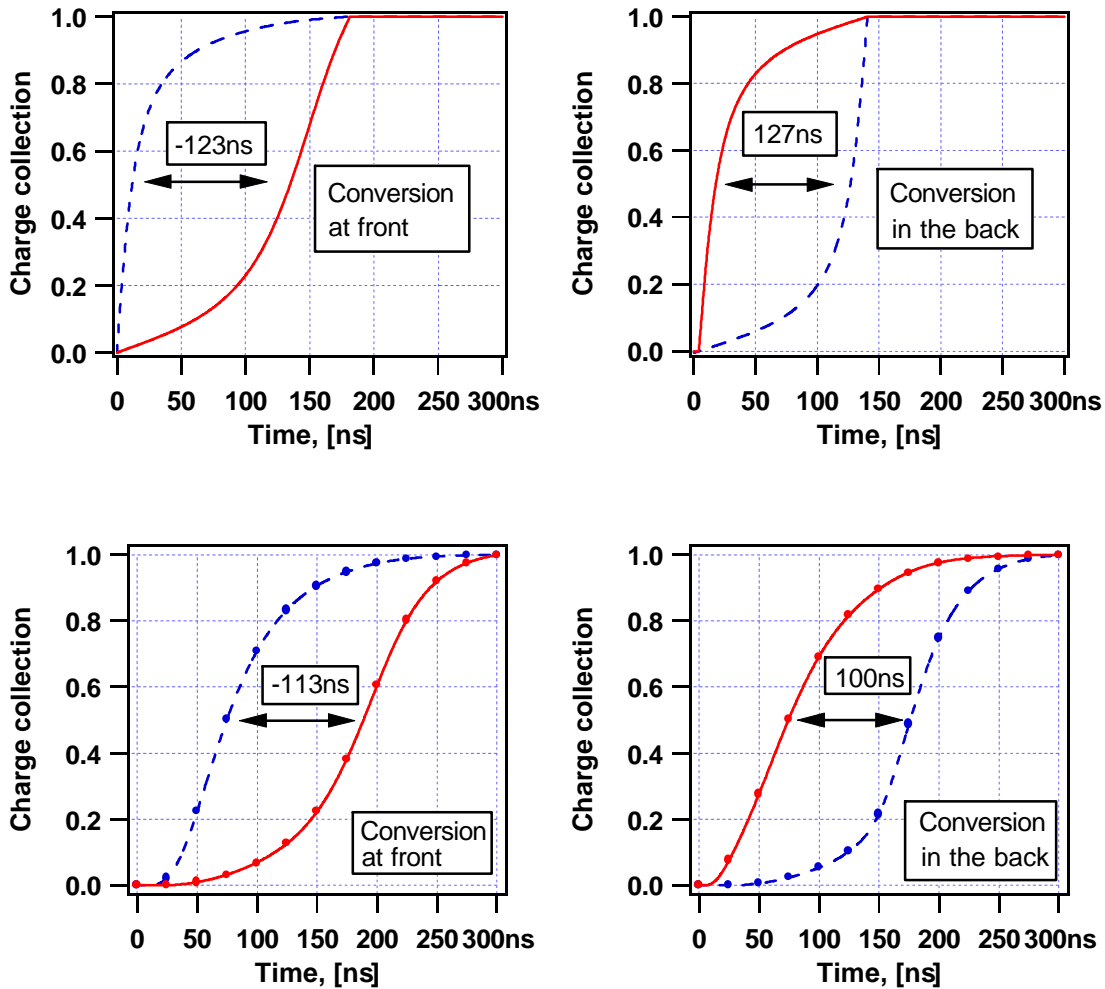 1.0
0.8
0.6
0.4
0.2
0.0
Charge collection
-123ns
Conversion
at front
0 50 100 150 200 250 300ns
Time, [ns]
1.0
0.8
0.6
0.4
0.2
0.0
Charge collection
127ns
Conversion
in the back
0 50 100 150 200 250 300ns
Time, [ns]
1.0
0.8
0.6
0.4
0.2
0.0
Charge collection
-113ns
Conversion
at front
0 50 100 150 200 250 300ns
Time, [ns]
1.0
0.8
0.6
0.4
0.2
0.0
Charge collection
100ns
Conversion
in the back
0 50 100 150 200 250 300ns
Time, [ns]